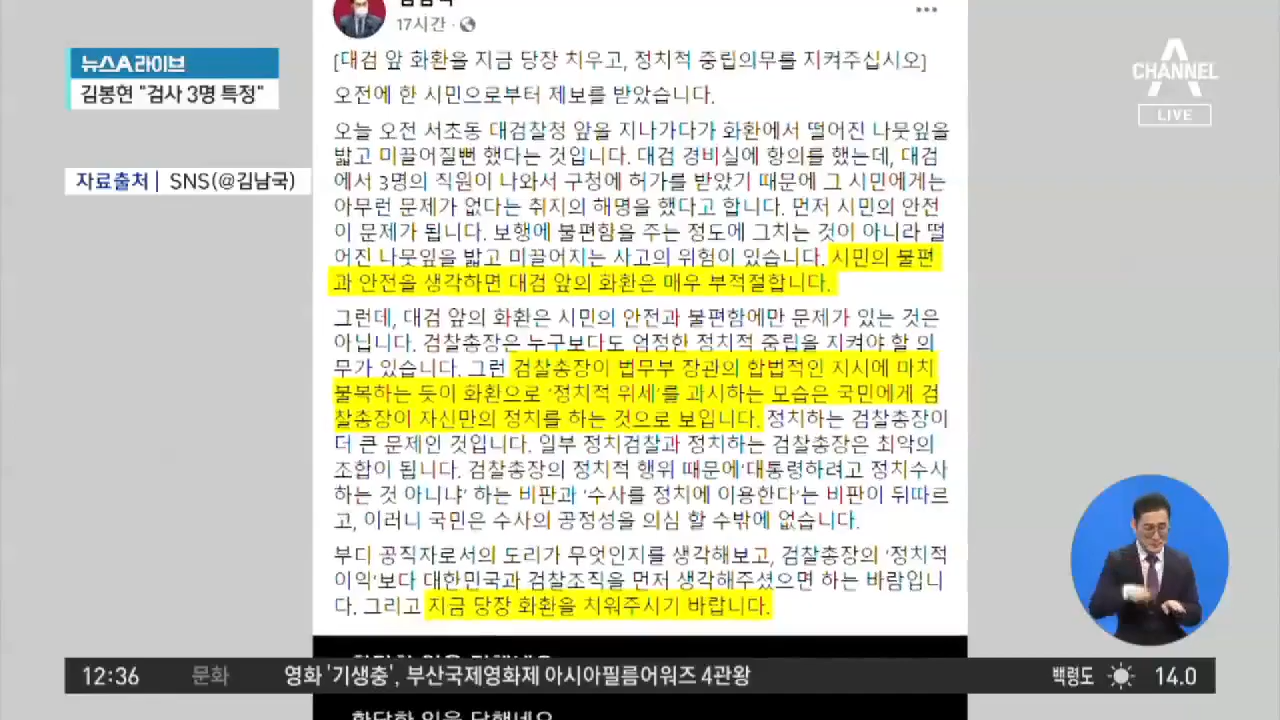 17시간
[대검 앞 화환을 지금 당장 치우고, 정치적 중립의무를 지켜주십시오]
오전에 한 시민으로부터 제보를 받았습니다.
오늘 오전 서초동 대검찰청 앞을 지나가다가 화환에서 떨어진 나뭇잎을
밟고 미끌어질뻔 했다는 것입니다. 대검 경비실에 항의를 했는데, 대검
에서 3명의 직원이 나와서 구청에 허가를 받았기 때문에 그 시민에게는
아무런 문제가 없다는 취지의 해명을 했다고 합니다. 먼저 시민의 안전
이 문제가 됩니다. 보행에 불편함을 주는 정도에 그치는 것이 아니라 떨
어진 나뭇잎을 밟고 미끌어지는 사고의 위험이 있습니다. 시민의 불편
과 안전을 생각하면 대검 앞의 화환은 매우 부적절합니다.
그런데, 대검 앞의 화환은 시민의 안전과 불편함에만 문제가 있는 것은
아닙니다. 검찰총장은 누구보다도 엄정한 정치적 중립을 지켜야 할 의
무가 있습니다. 그런 검찰총장이 법무부 장관의 합법적인 지시에 마치
불복하는 듯이 화환으로 '정치적 위세'를 과시하는 모습은 국민에게 검
찰총장이 자신만의 정치를 하는 것으로 보입니다. 정치하는 검찰총장이
더 큰 문제인 것입니다. 일부 정치검찰과 정치하는 검찰총장은 최악의
조합이 됩니다. 검찰총장의 정치적 행위 때문에'대통령하려고 정치수사
하는 것 아니냐' 하는 비판과 '수사를 정치에 이용한다'는 비판이 뒤따르
고, 이러니 국민은 수사의 공정성을 의심 할 수밖에 없습니다.
부디 공직자로서의 도리가 무엇인지를 생각해보고, 검찰총장의 '정치적
이익'보다 대한민국과 검찰조직을 먼저 생각해주셨으면 하는 바람입니
다. 그리고 지금 당장 화환을 치워주시기 바랍니다.
뉴스A 라이브
김봉현 "검사 3명 특정"
자료출처 | SNS(@김남국)
CHANNEL A
LIVE
12:36 문화 영화 '기생충', 부산국제영화제 아시아필름어워즈 4관왕 백령도 14.0
황당한 일을 당했네요